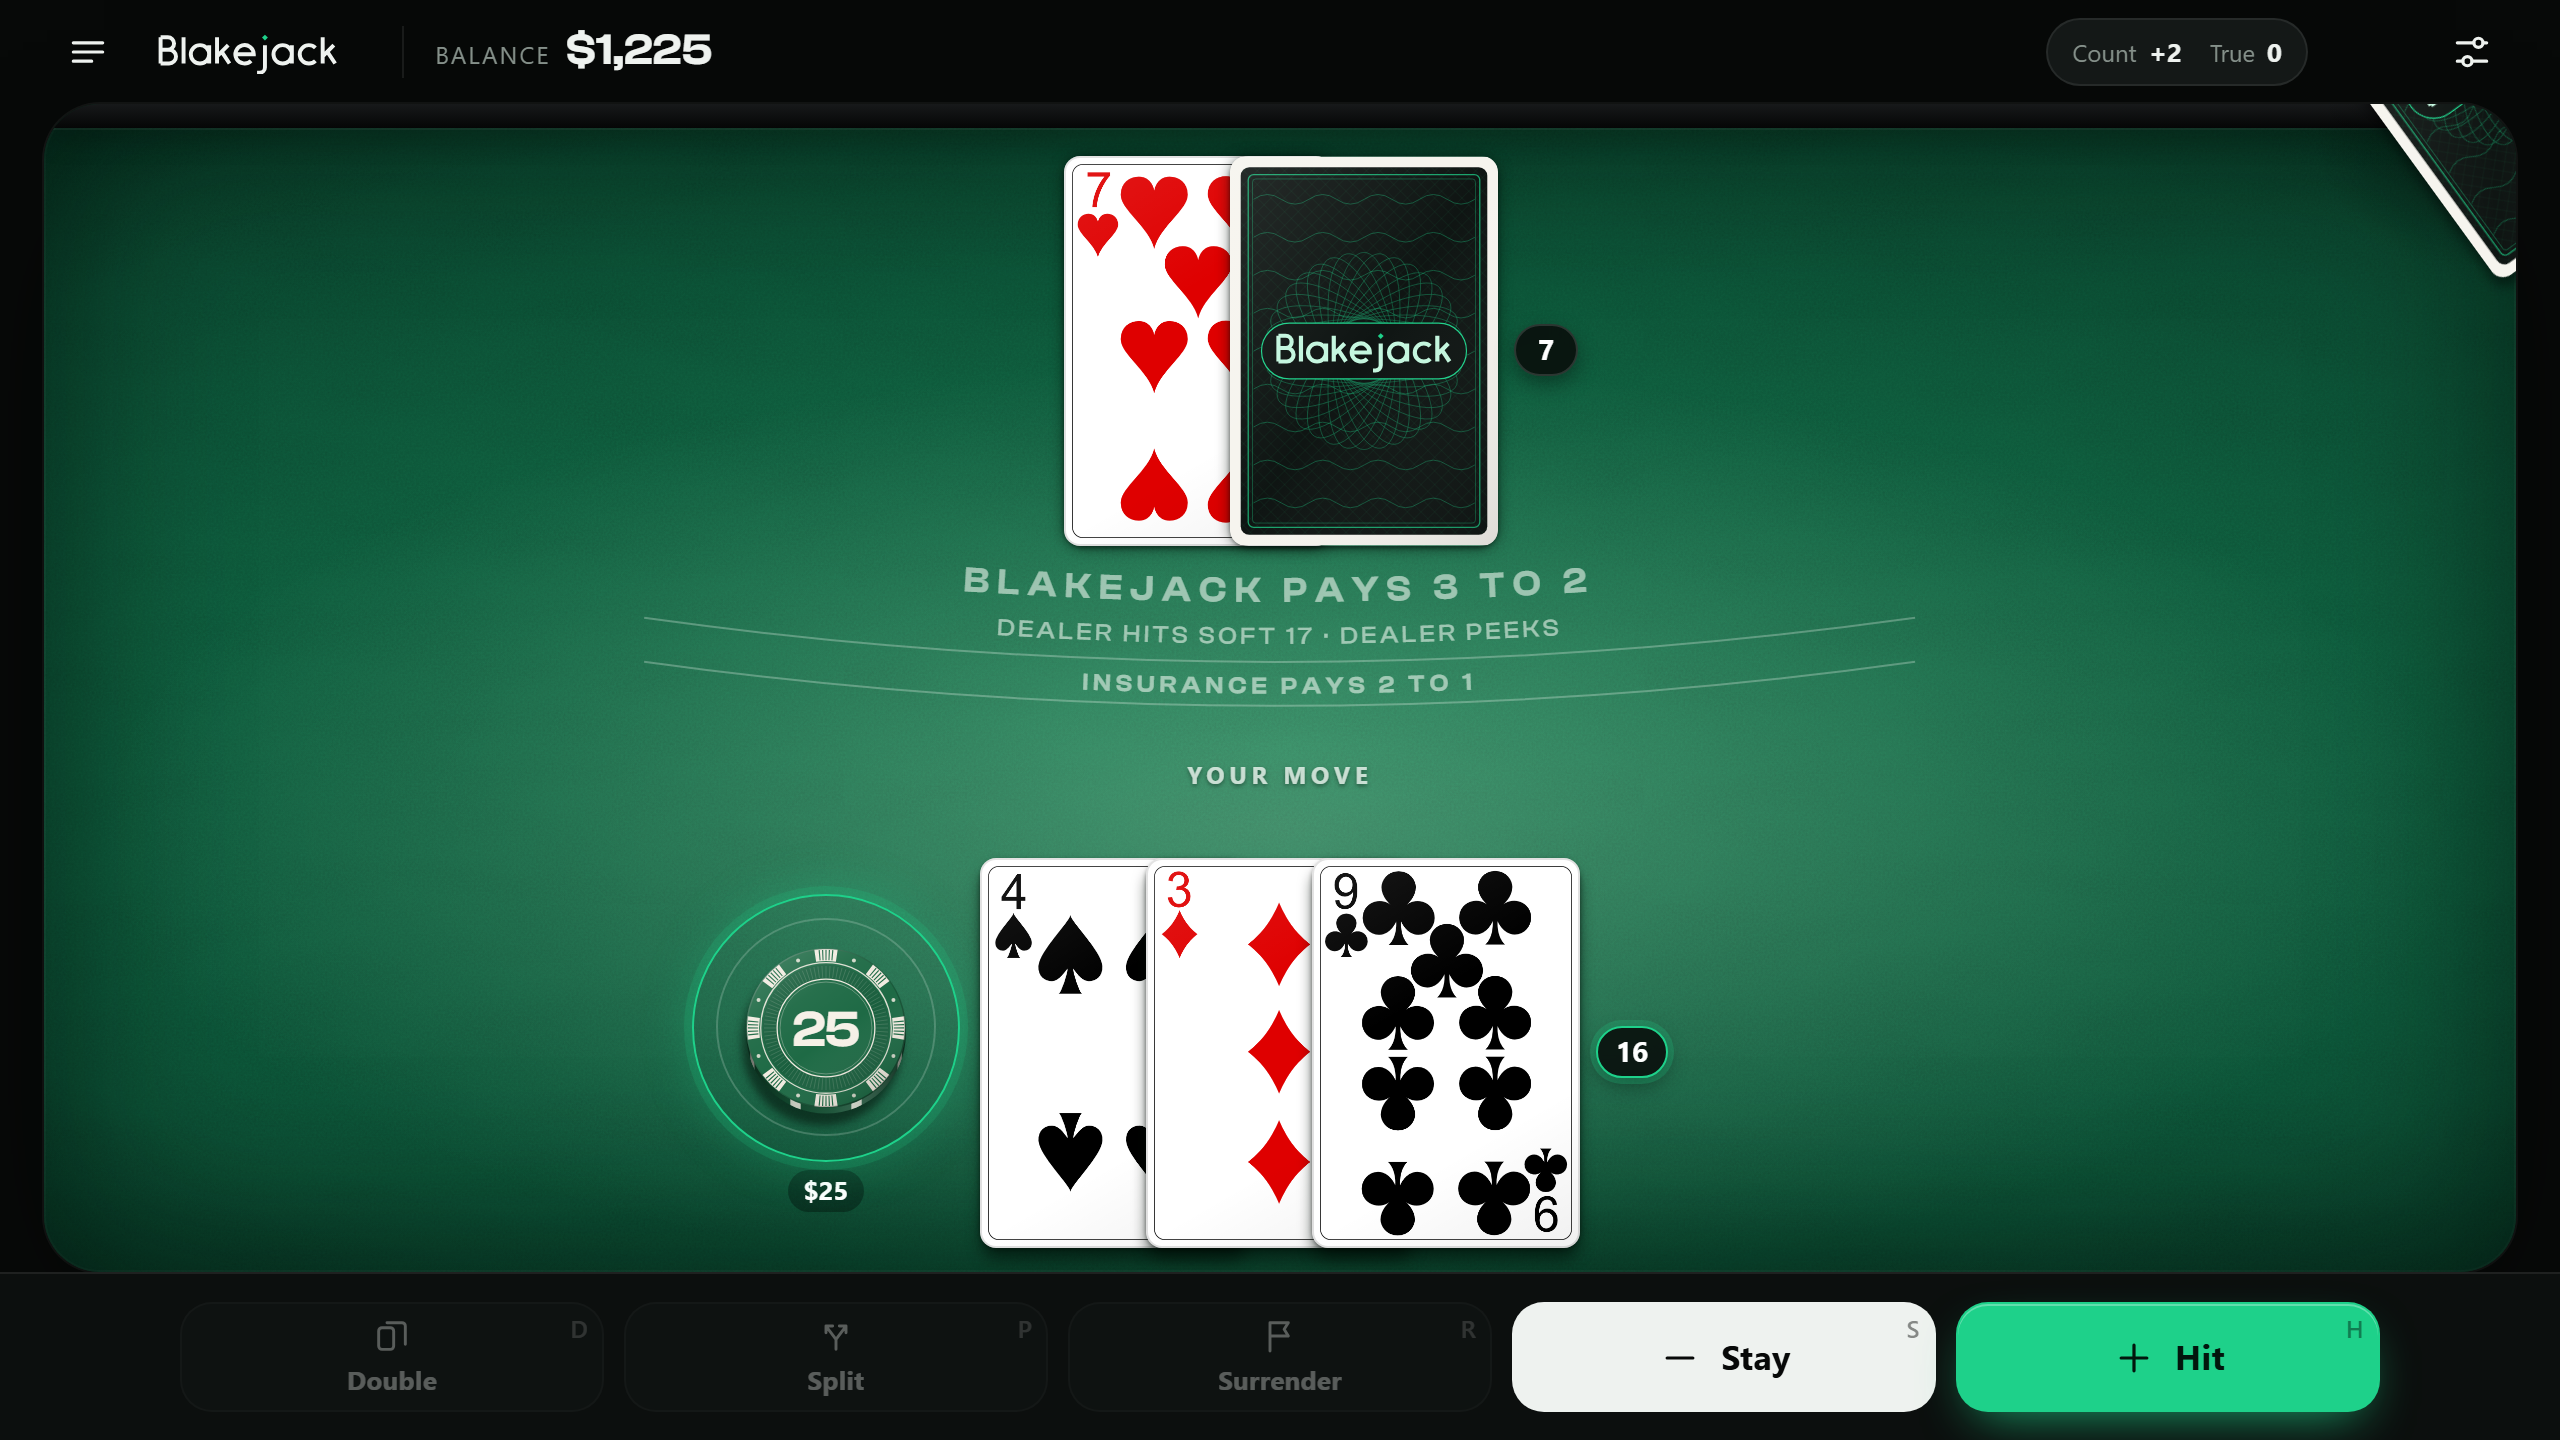 Blakejack
BALANCE $1,225
Count +2 True 0
7
Blakejack
7
BLAKEJACK PAYS 3 TO 2
DEALER HITS SOFT 17 · DEALER PEEKS
INSURANCE PAYS 2 TO 1
YOUR MOVE
4
3
9
9
25
16
$25
Double D
Split P
Surrender R
Stay S
Hit H